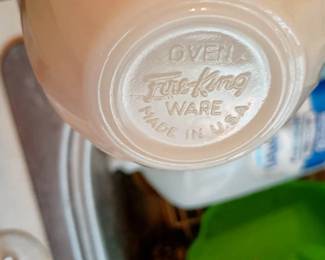 OVEN
Fire-King
WARE
MADE IN U.S.A.